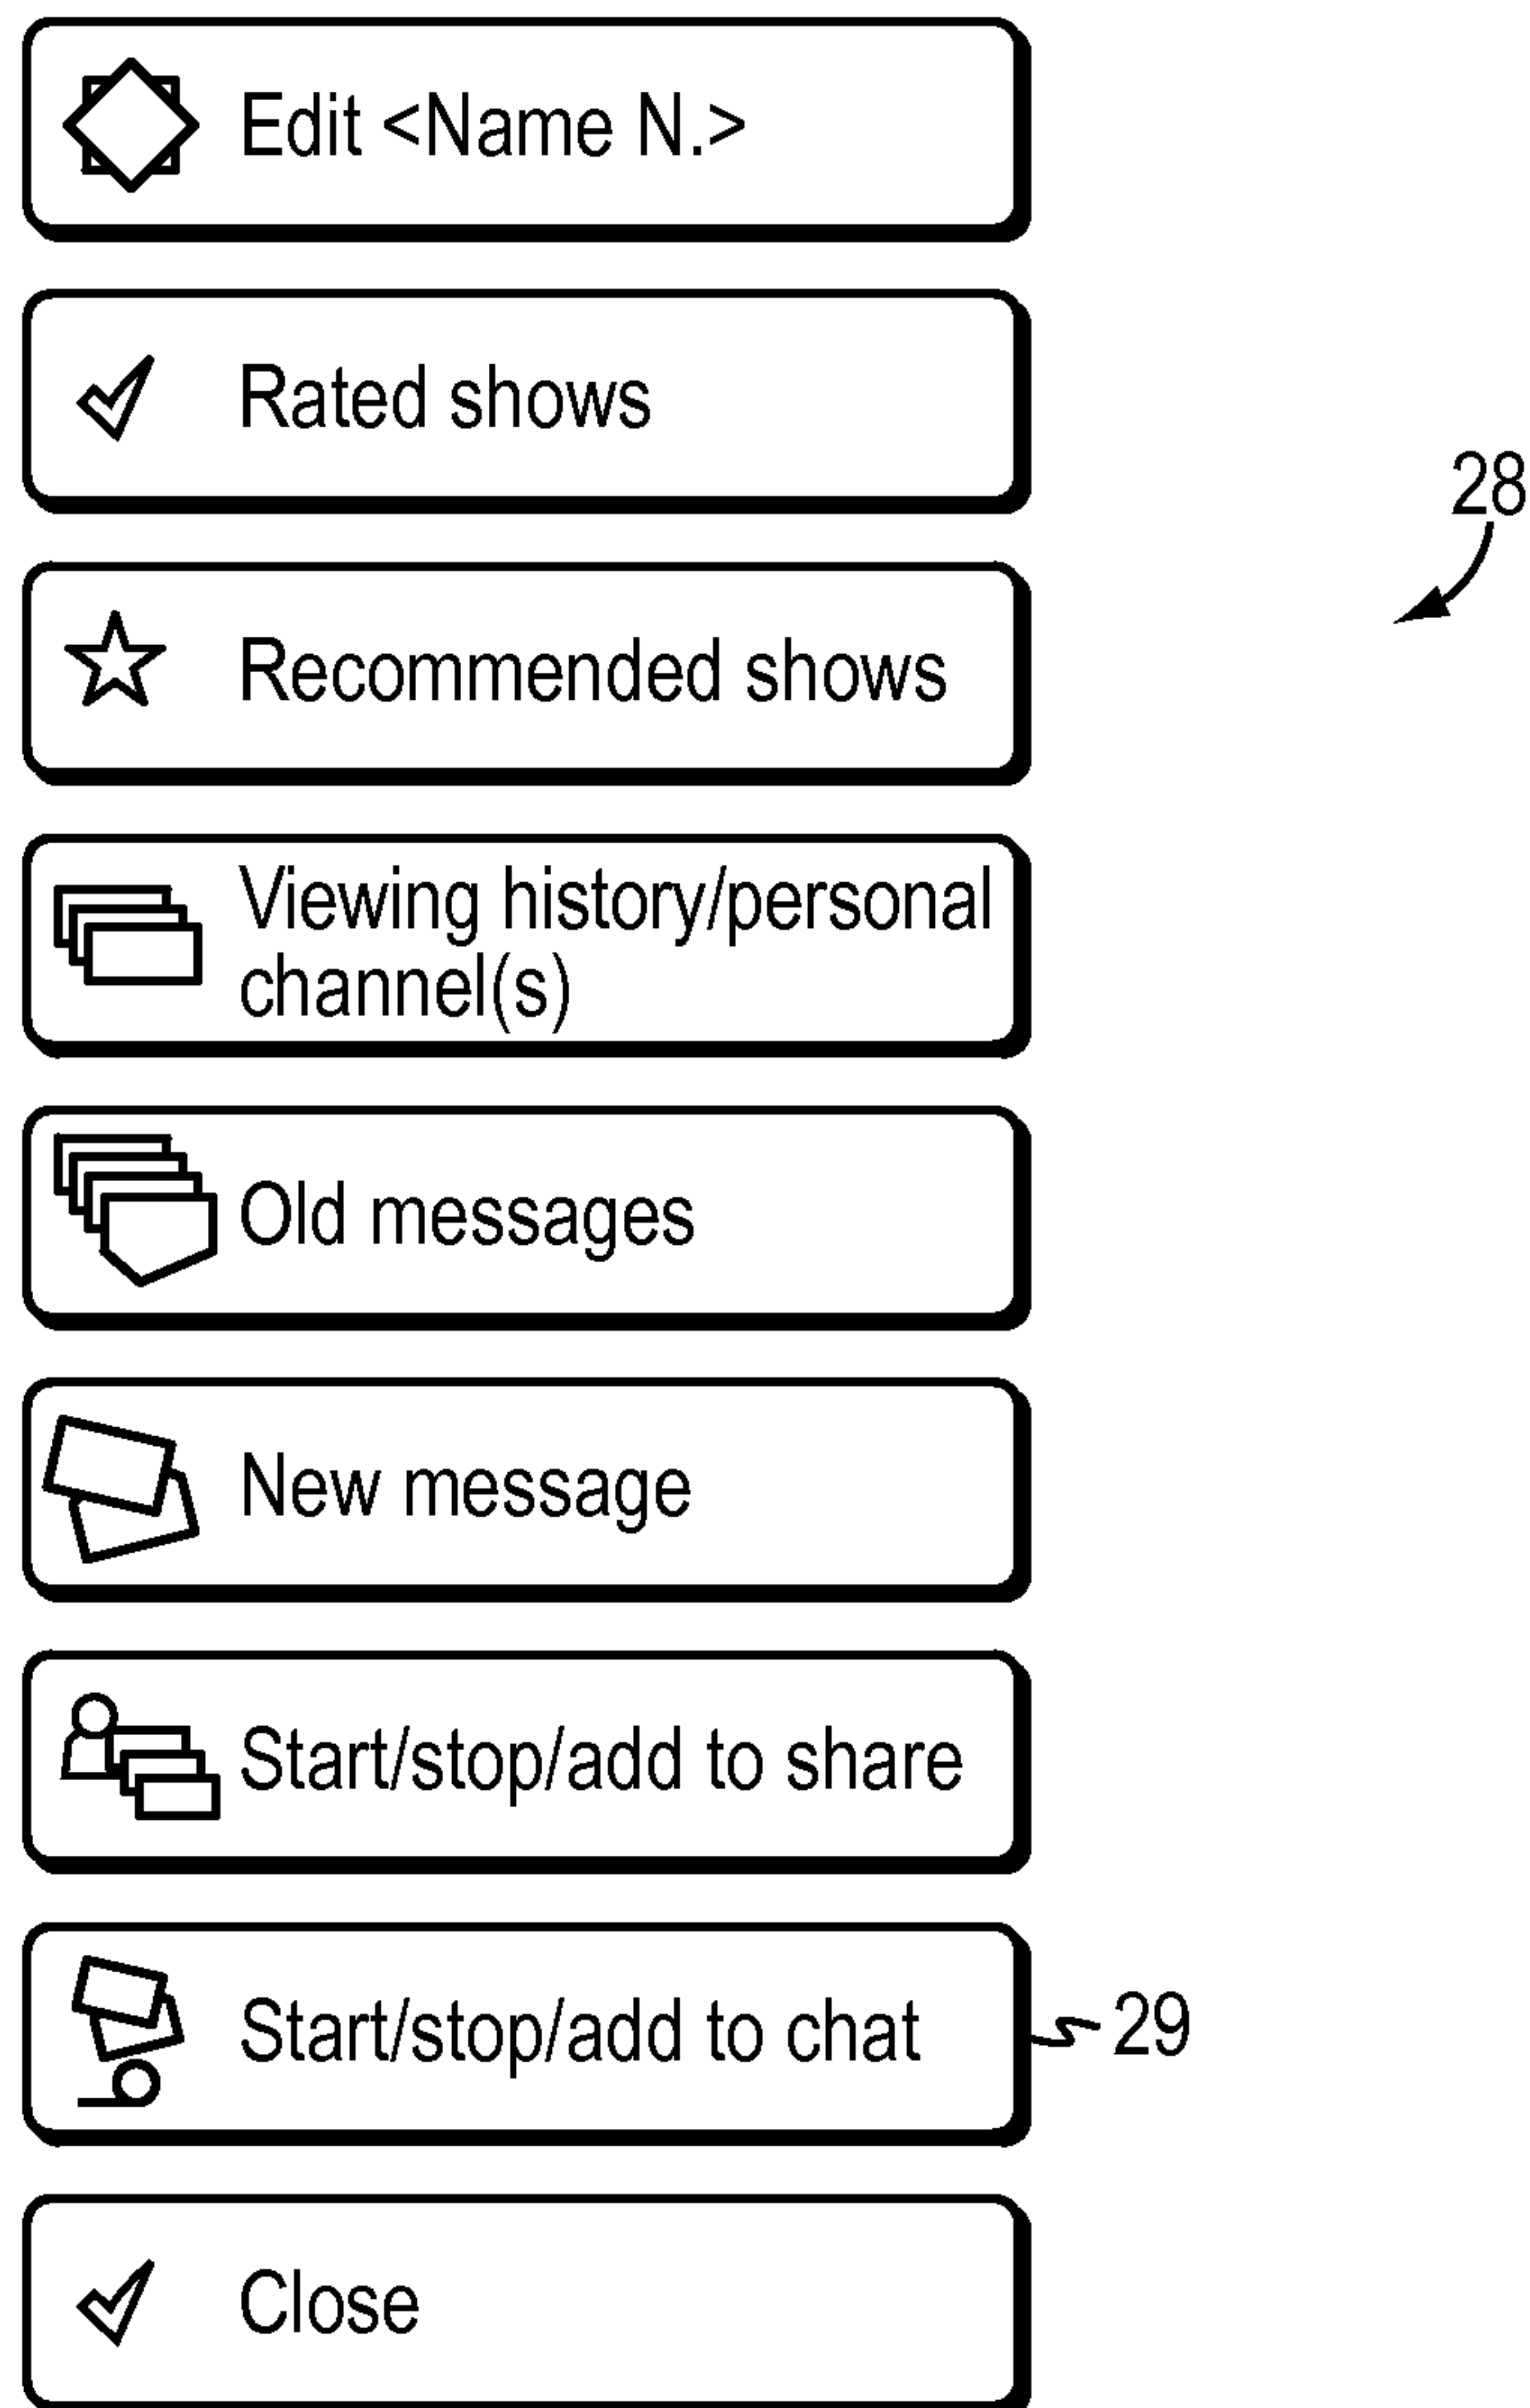 Edit <Name N.>
Rated shows
28
Recommended shows
Viewing history/personal
channel(s)
Old messages
New message
Start/stop/add to share
Start/stop/add to chat
29
Close